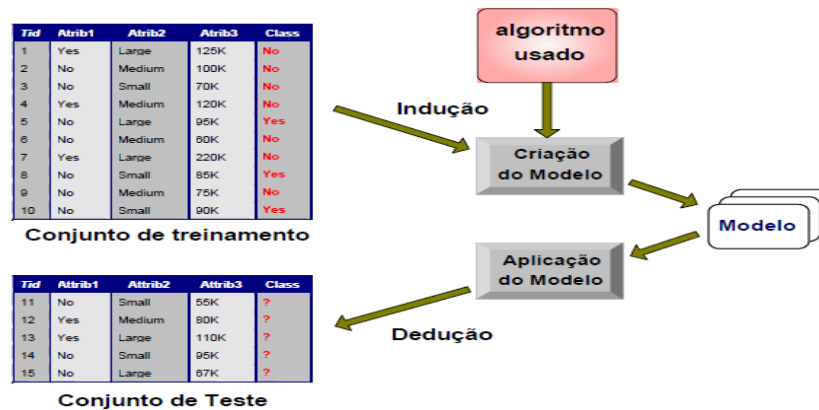 Tid Atrib1 Atrib2 Atrib3 Class
1 Yes Large 125K No
2 No Medium 100K No
3 No Small 70K No
4 Yes Medium 120K No
5 No Large 95K Yes
6 No Medium 60K No
7 Yes Large 220K No
8 No Small 85K Yes
9 No Medium 75K No
10 No Small 90K Yes
Conjunto de treinamento
algoritmo
usado
Indução
Criação
do Modelo
Modelo
Aplicação
do Modelo
Dedução
Tid Attrib1 Attrib2 Attrib3 Class
11 No Small 55K ?
12 Yes Medium 80K ?
13 Yes Large 110K ?
14 No Small 95K ?
15 No Large 67K ?
Conjunto de Teste